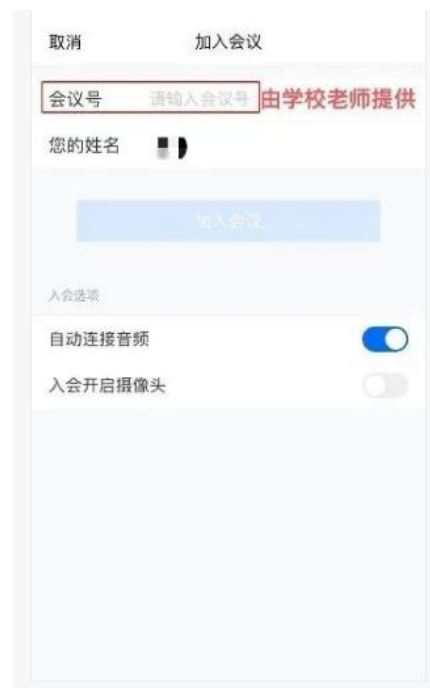 取消 加入会议
会议号 请输入会议号 由学校老师提供
您的姓名
加入会议
入会选项
自动连接音频
入会开启摄像头